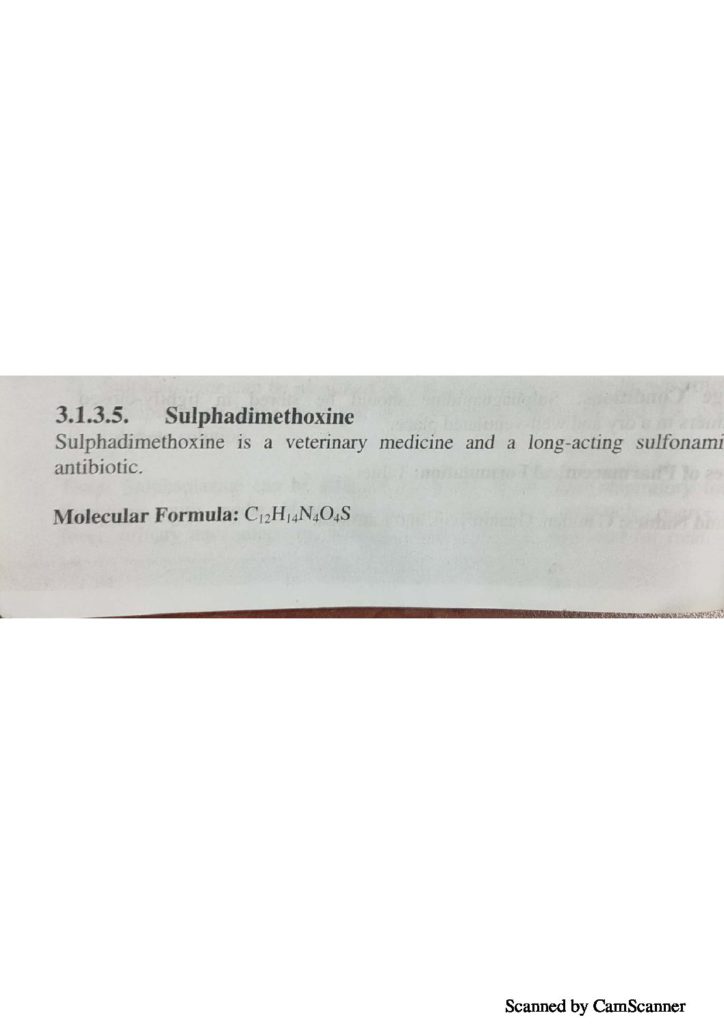 3.1.3.5. Sulphadimethoxine
Sulphadimethoxine is a veterinary medicine and a long-acting sulfonami
antibiotic.
Molecular Formula: C₁₂H₁₄N₄O₄S
Scanned by CamScanner